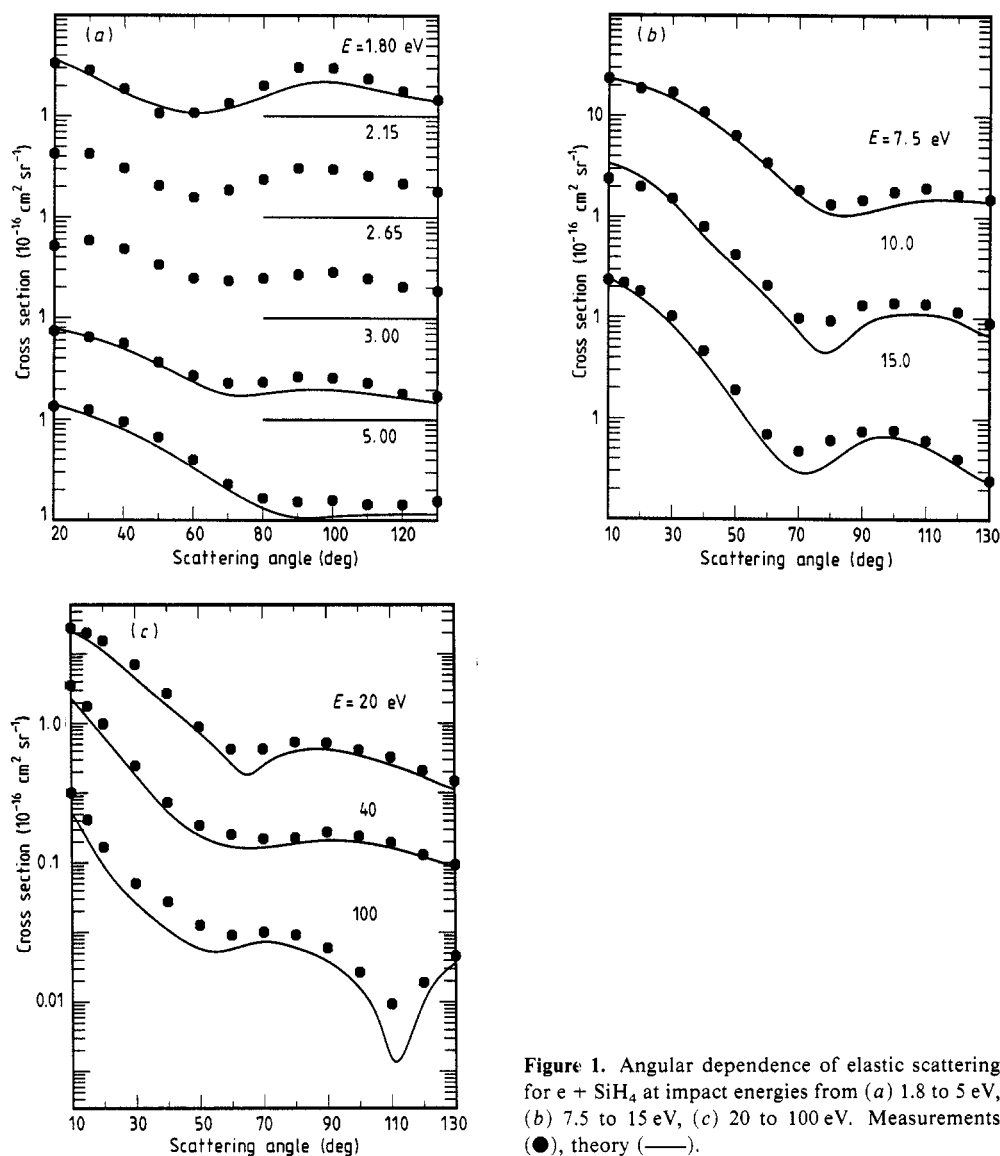 (a)
E=1.80 eV
2.15
2.65
3.00
5.00
1
1
1
1
1
Cross section (10⁻¹⁶ cm² sr⁻¹)
20 40 60 80 100 120
Scattering angle (deg)
(b)
E=7.5 eV
10.0
15.0
10
1
1
1
Cross section (10⁻¹⁶ cm² sr⁻¹)
10 30 50 70 90 110 130
Scattering angle (deg)
(c)
E=20 eV
40
100
1.0
0.1
0.01
Cross section (10⁻¹⁶ cm² sr⁻¹)
10 30 50 70 90 110 130
Scattering angle (deg)
Figure 1. Angular dependence of elastic scattering
for e + SiH₄ at impact energies from (a) 1.8 to 5 eV,
(b) 7.5 to 15 eV, (c) 20 to 100 eV. Measurements
(●), theory (——).